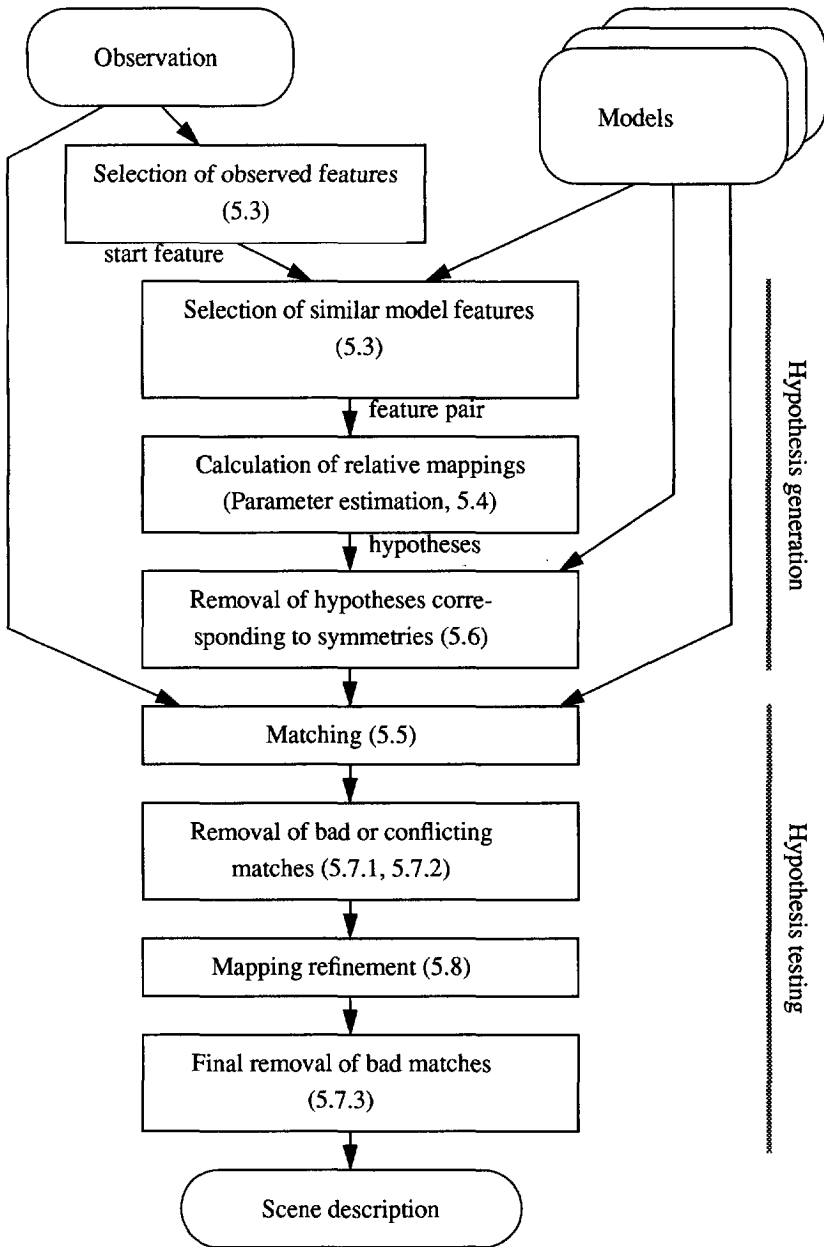 Observation
Models
Selection of observed features
(5.3)
start feature
Selection of similar model features
(5.3)
feature pair
Calculation of relative mappings
(Parameter estimation, 5.4)
hypotheses
Removal of hypotheses corre-
sponding to symmetries (5.6)
Hypothesis generation
Matching (5.5)
Removal of bad or conflicting
matches (5.7.1, 5.7.2)
Mapping refinement (5.8)
Final removal of bad matches
(5.7.3)
Hypothesis testing
Scene description